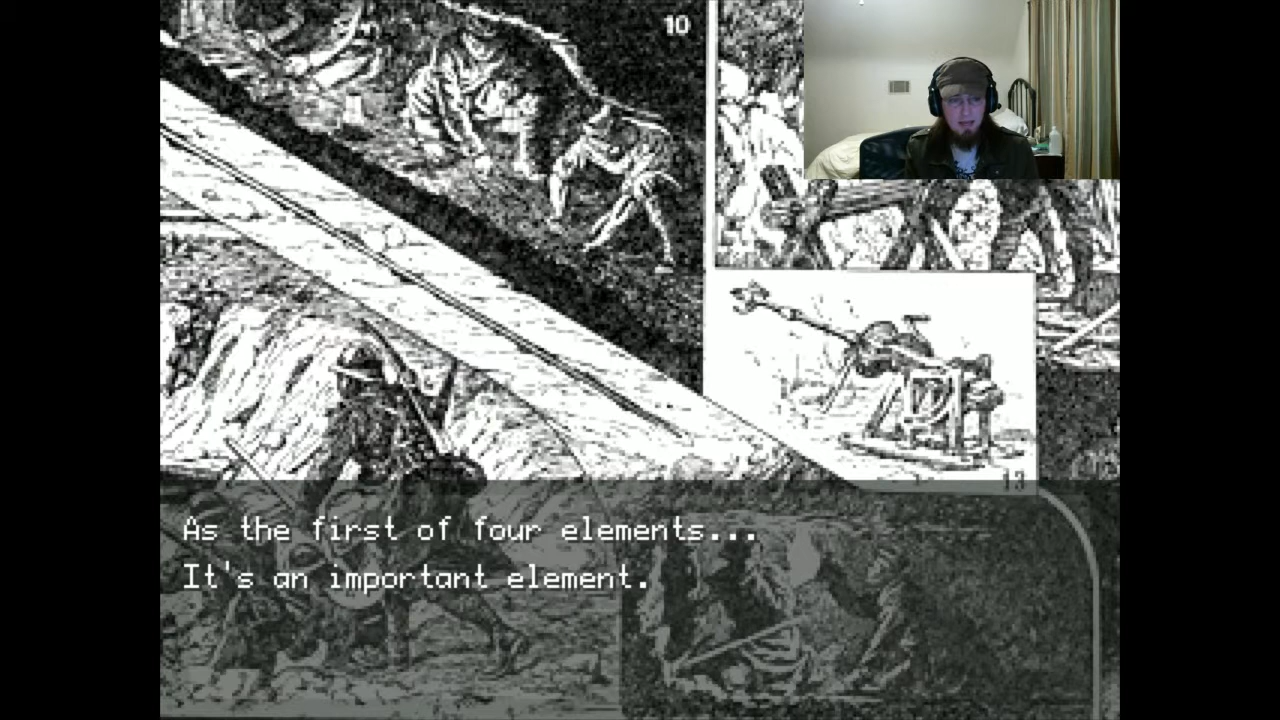 10
13
As the first of four elements...
It's an important element.